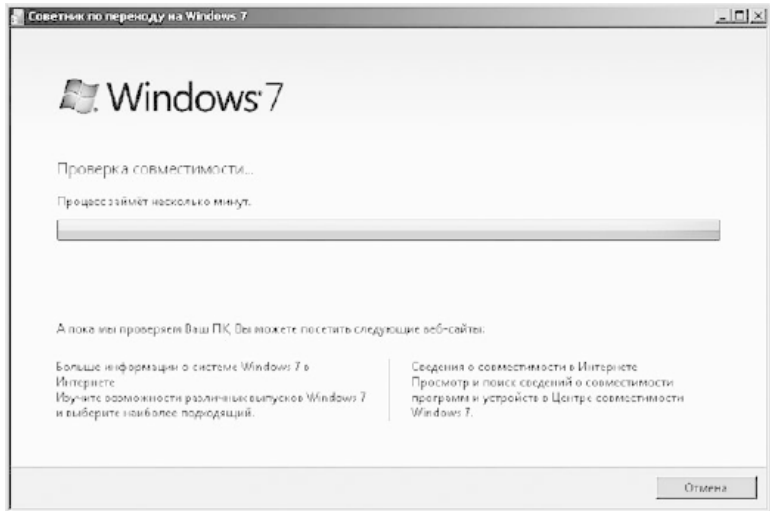 Советник по переходу на Windows 7
Windows 7
Проверка совместимости...
Процесс займёт несколько минут.
А пока мы проверяем Ваш ПК, Вы можете посетить следующие веб-сайты:
Больше информации о системе Windows 7 в
Интернете
Изучите возможности различных выпусков Windows 7
и выберите наиболее подходящий.
Сведения о совместимости в Интернете
Просмотр и поиск сведений о совместимости
программ и устройств в Центре совместимости
Windows 7.
Отмена